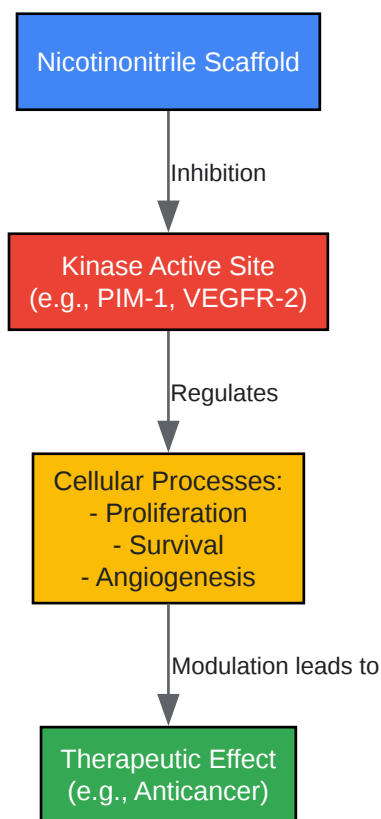 Nicotinonitrile Scaffold
Inhibition
Kinase Active Site
(e.g., PIM-1, VEGFR-2)
Regulates
Cellular Processes:
- Proliferation
- Survival
- Angiogenesis
Modulation leads to
Therapeutic Effect
(e.g., Anticancer)